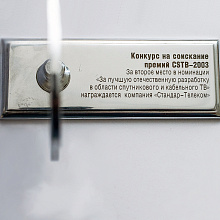 Конкурс на соискание
премий CSTB–2003
За второе место в номинации
«За лучшую отечественную разработку
в области спутникового и кабельного ТВ»
награждается компания «Стандар-Телеком»